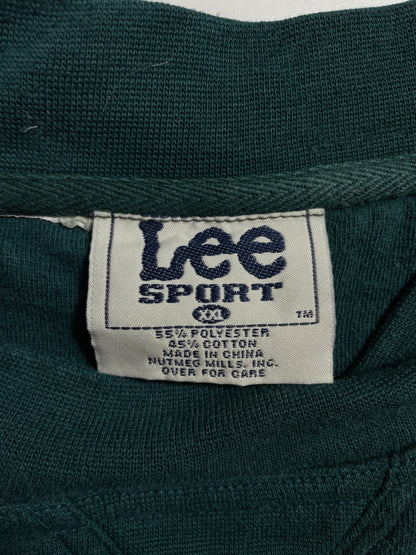 Lee
SPORT
XXL
TM
55% POLYESTER
45% COTTON
MADE IN CHINA
NUTMEG MILLS, INC.
OVER FOR CARE